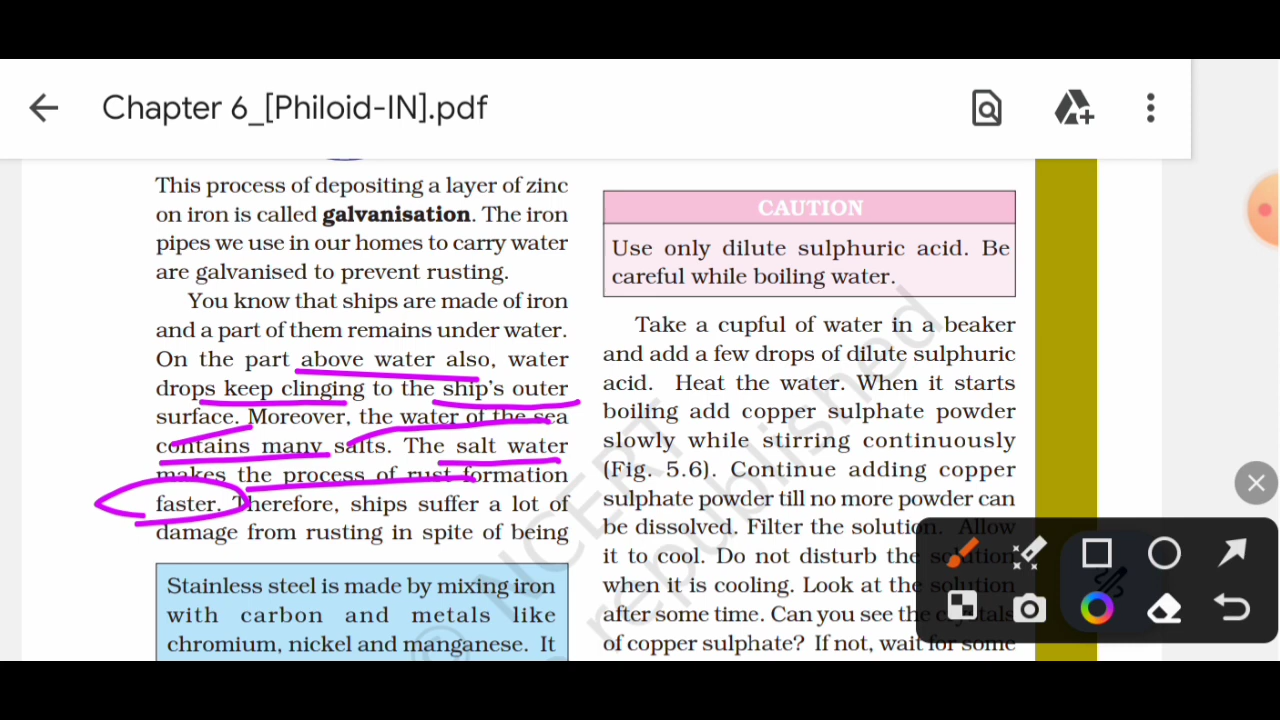 Chapter 6_[Philoid-IN].pdf
This process of depositing a layer of zinc
on iron is called galvanisation. The iron
pipes we use in our homes to carry water
are galvanised to prevent rusting.
You know that ships are made of iron
and a part of them remains under water.
On the part above water also, water
drops keep clinging to the ship's outer
surface. Moreover, the water of the sea
contains many salts. The salt water
makes the process of rust formation
faster. Therefore, ships suffer a lot of
damage from rusting in spite of being
Stainless steel is made by mixing iron
with carbon and metals like
chromium, nickel and manganese. It
CAUTION
Use only dilute sulphuric acid. Be
careful while boiling water.
Take a cupful of water in a beaker
and add a few drops of dilute sulphuric
acid. Heat the water. When it starts
boiling add copper sulphate powder
slowly while stirring continuously
(Fig. 5.6). Continue adding copper
sulphate powder till no more powder can
be dissolved. Filter the solution. Allow
it to cool. Do not disturb the solution
when it is cooling. Look at the solution
after some time. Can you see the crystals
of copper sulphate? If not, wait for some
© NCERT
republished